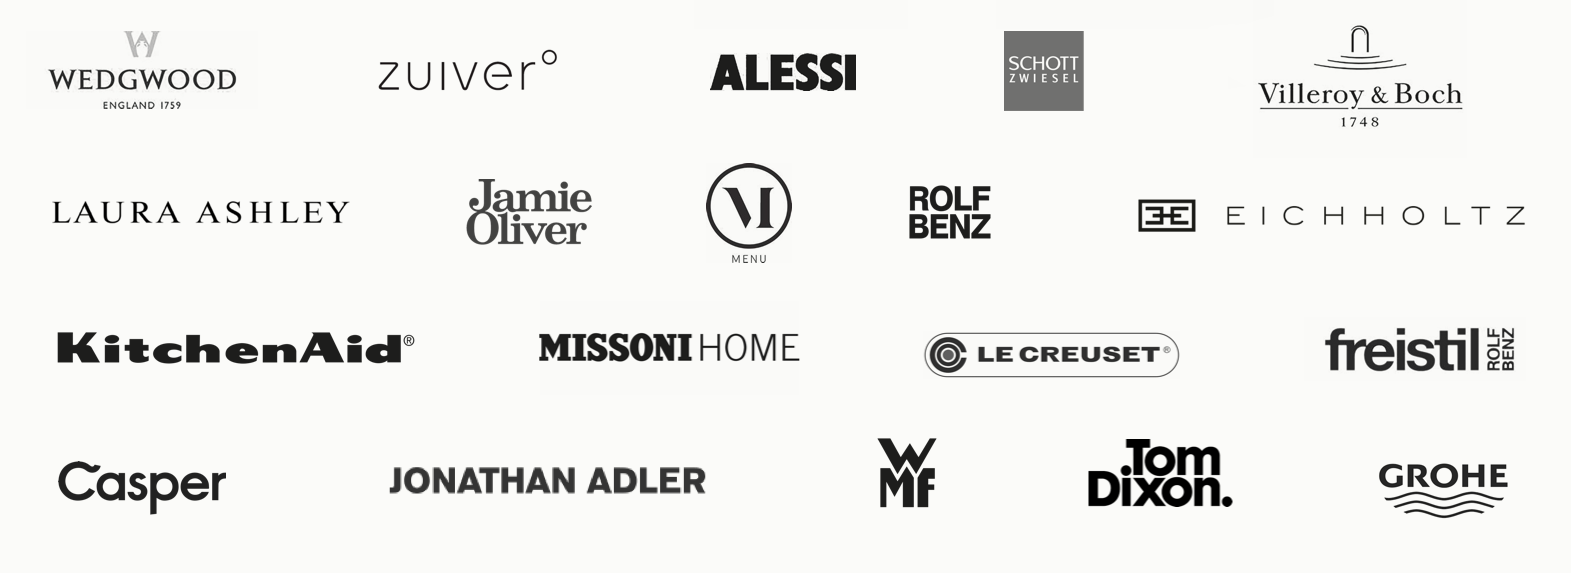 WEDGWOOD
ENGLAND 1759
zuiver°
ALESSI
SCHOTT
ZWIESEL
Villeroy & Boch
1748
LAURA ASHLEY
Jamie
Oliver
M
MENU
ROLF
BENZ
EICHHOLTZ
KitchenAid®
MISSONI HOME
LE CREUSET®
freistil ROLF
BENZ
Casper
JONATHAN ADLER
WMF
Tom
Dixon.
GROHE